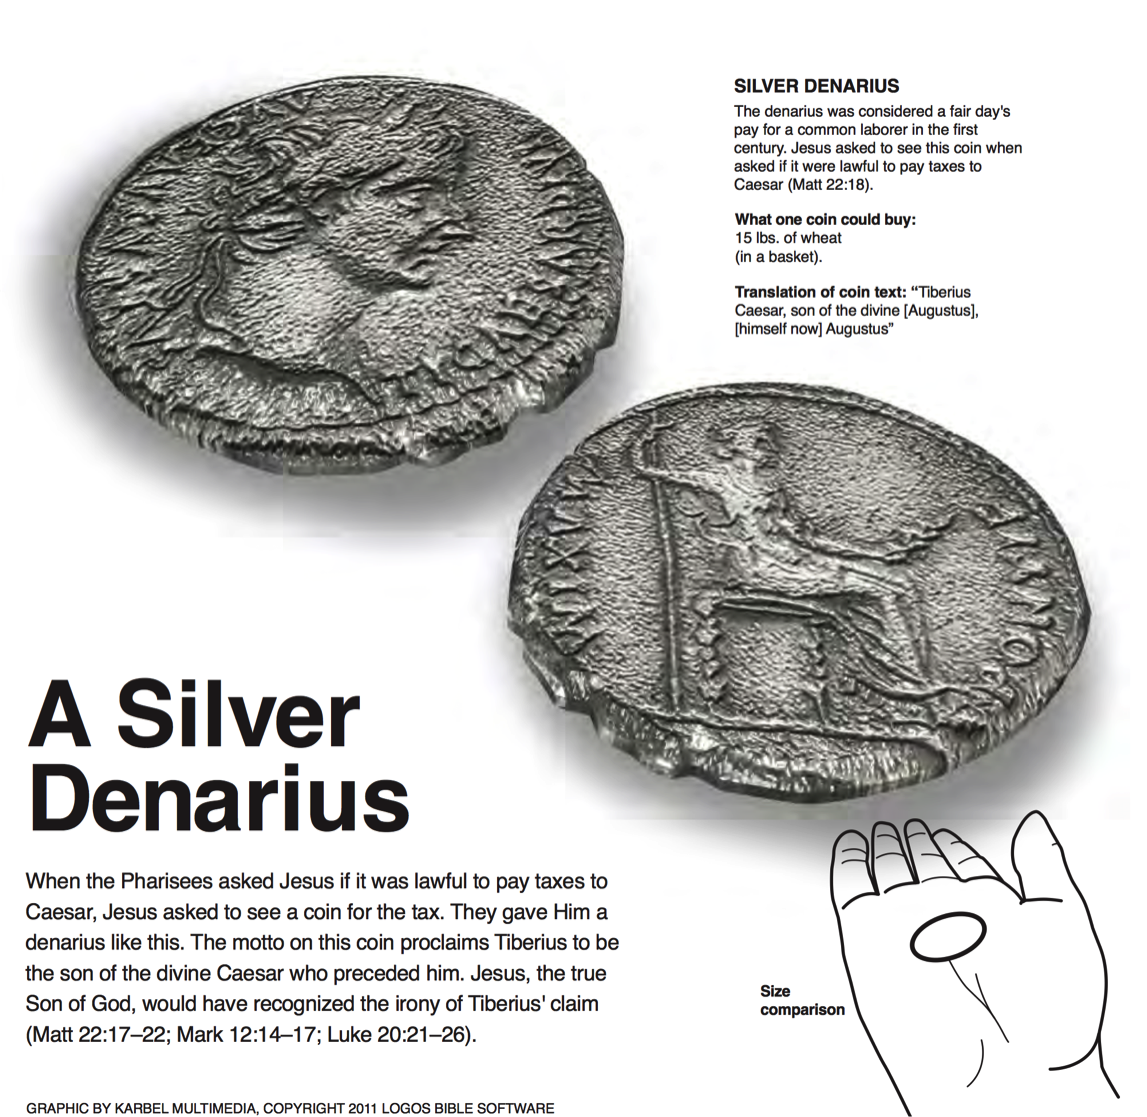 SILVER DENARIUS
The denarius was considered a fair day's
pay for a common laborer in the first
century. Jesus asked to see this coin when
asked if it were lawful to pay taxes to
Caesar (Matt 22:18).
What one coin could buy:
15 lbs. of wheat
(in a basket).
Translation of coin text: “Tiberius
Caesar, son of the divine [Augustus],
[himself now] Augustus”
MAXIM
PONTIF
A Silver
Denarius
When the Pharisees asked Jesus if it was lawful to pay taxes to
Caesar, Jesus asked to see a coin for the tax. They gave Him a
denarius like this. The motto on this coin proclaims Tiberius to be
the son of the divine Caesar who preceded him. Jesus, the true
Son of God, would have recognized the irony of Tiberius' claim
(Matt 22:17–22; Mark 12:14–17; Luke 20:21–26).
Size
comparison
GRAPHIC BY KARBEL MULTIMEDIA, COPYRIGHT 2011 LOGOS BIBLE SOFTWARE